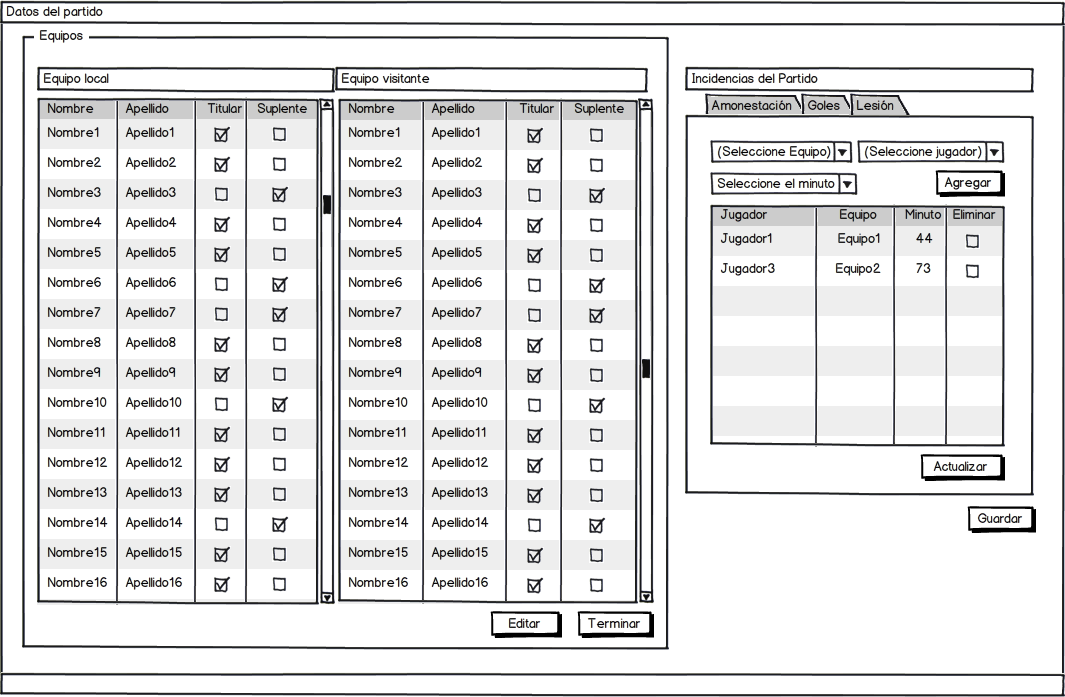 Datos del partido
Equipos
Equipo local
Equipo visitante
Nombre Apellido Titular Suplente
Nombre Apellido Titular Suplente
Nombre1 Apellido1
Nombre1 Apellido1
Nombre2 Apellido2
Nombre2 Apellido2
Nombre3 Apellido3
Nombre3 Apellido3
Nombre4 Apellido4
Nombre4 Apellido4
Nombre5 Apellido5
Nombre5 Apellido5
Nombre6 Apellido6
Nombre6 Apellido6
Nombre7 Apellido7
Nombre7 Apellido7
Nombre8 Apellido8
Nombre8 Apellido8
Nombre9 Apellido9
Nombre9 Apellido9
Nombre10 Apellido10
Nombre10 Apellido10
Nombre11 Apellido11
Nombre11 Apellido11
Nombre12 Apellido12
Nombre12 Apellido12
Nombre13 Apellido13
Nombre13 Apellido13
Nombre14 Apellido14
Nombre14 Apellido14
Nombre15 Apellido15
Nombre15 Apellido15
Nombre16 Apellido16
Nombre16 Apellido16
Editar
Terminar
Incidencias del Partido
Amonestación Goles Lesión
(Seleccione Equipo) (Seleccione jugador)
Seleccione el minuto
Agregar
Jugador Equipo Minuto Eliminar
Jugador1 Equipo1 44
Jugador3 Equipo2 73
Actualizar
Guardar